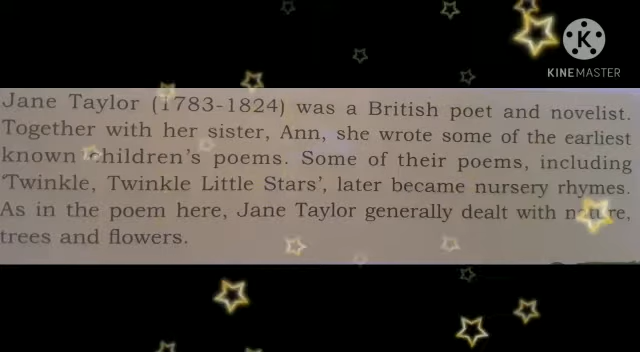 KINEMASTER
Jane Taylor (1783-1824) was a British poet and novelist.
Together with her sister, Ann, she wrote some of the earliest
known children's poems. Some of their poems, including
'Twinkle, Twinkle Little Stars', later became nursery rhymes.
As in the poem here, Jane Taylor generally dealt with nature,
trees and flowers.